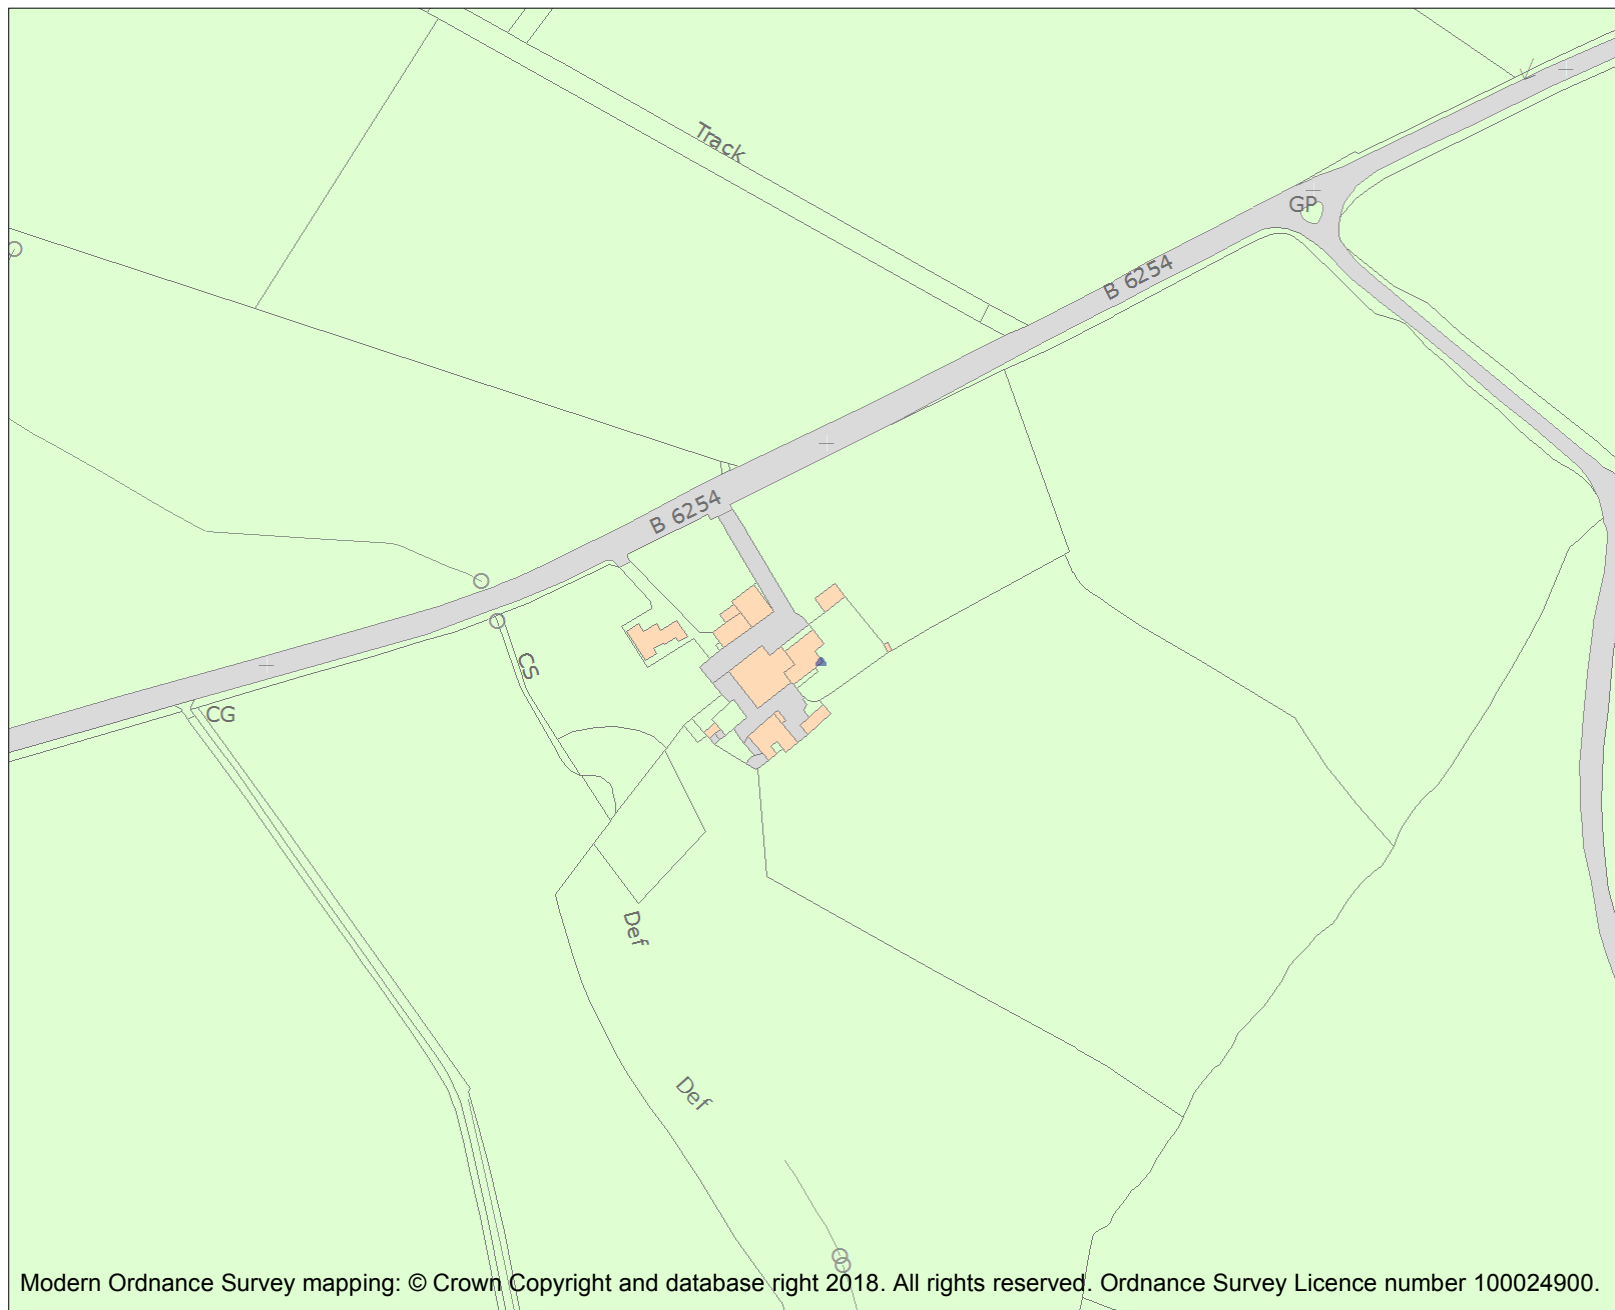 Track
GP
B 6254
B 6254
CS
CG
Def
Def
Modern Ordnance Survey mapping: © Crown Copyright and database right 2018. All rights reserved. Ordnance Survey Licence number 100024900.